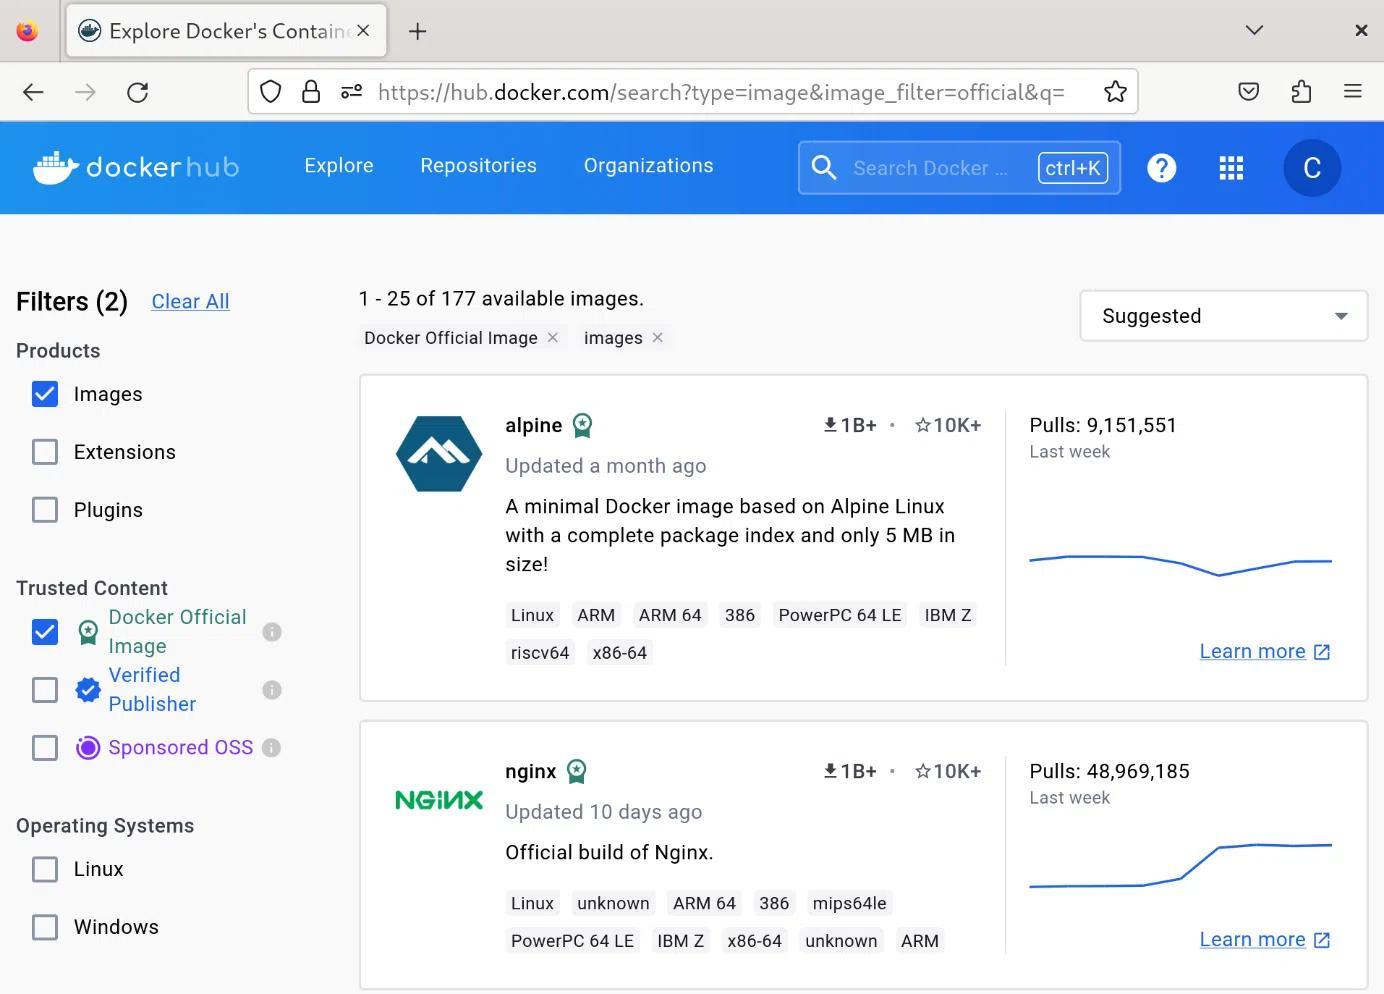 Explore Docker's Containe
https://hub.docker.com/search?type=image&image_filter=official&q=
docker hub
Explore
Repositories
Organizations
Search Docker ...
ctrl+K
?
C
Filters (2)
Clear All
Products
Images
Extensions
Plugins
Trusted Content
Docker Official
Image
Verified
Publisher
Sponsored OSS
Operating Systems
Linux
Windows
1 - 25 of 177 available images.
Docker Official Image
images
Suggested
alpine
1B+ • 10K+
Updated a month ago
A minimal Docker image based on Alpine Linux
with a complete package index and only 5 MB in
size!
Linux ARM ARM 64 386 PowerPC 64 LE IBM Z
riscv64 x86-64
Pulls: 9,151,551
Last week
Learn more
NGINX
nginx
1B+ • 10K+
Updated 10 days ago
Official build of Nginx.
Linux unknown ARM 64 386 mips64le
PowerPC 64 LE IBM Z x86-64 unknown ARM
Pulls: 48,969,185
Last week
Learn more